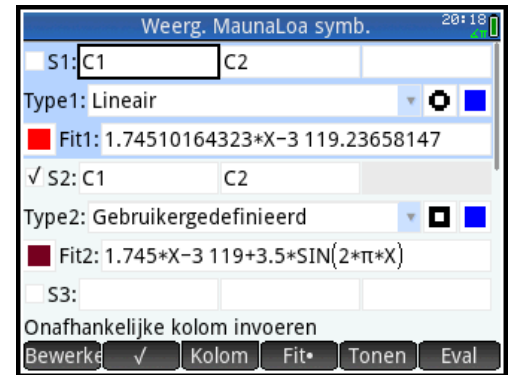 Weerg. MaunaLoa symb. 20:18
∠π
S1: C1 C2
Type1: Lineair
Fit1: 1.74510164323*X−3 119.23658147
√ S2: C1 C2
Type2: Gebruikergedefinieerd
Fit2: 1.745*X−3 119+3.5*SIN(2*π*X)
S3:
Onafhankelijke kolom invoeren
Bewerke √ Kolom Fit• Tonen Eval